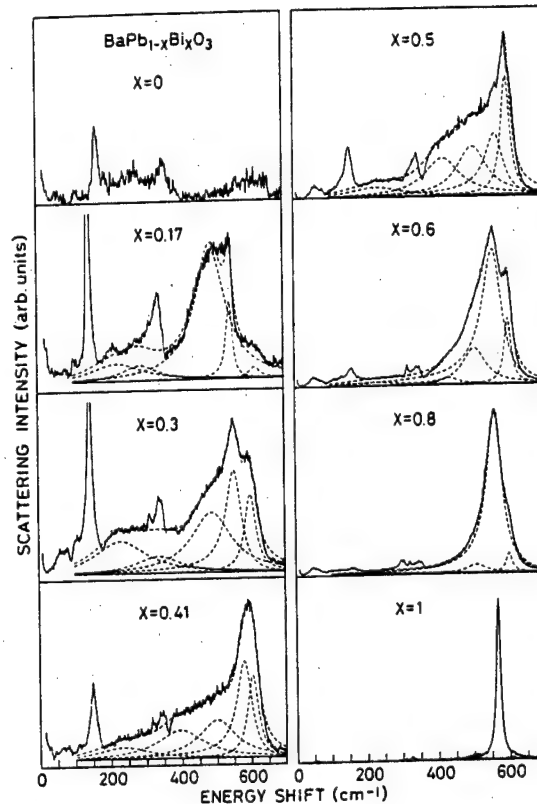 BaPb1-xBixO3
X=0
X=0.17
X=0.3
X=0.41
X=0.5
X=0.6
X=0.8
X=1
SCATTERING INTENSITY (arb. units)
0 200 400 600 0 200 400 600
ENERGY SHIFT (cm⁻¹)